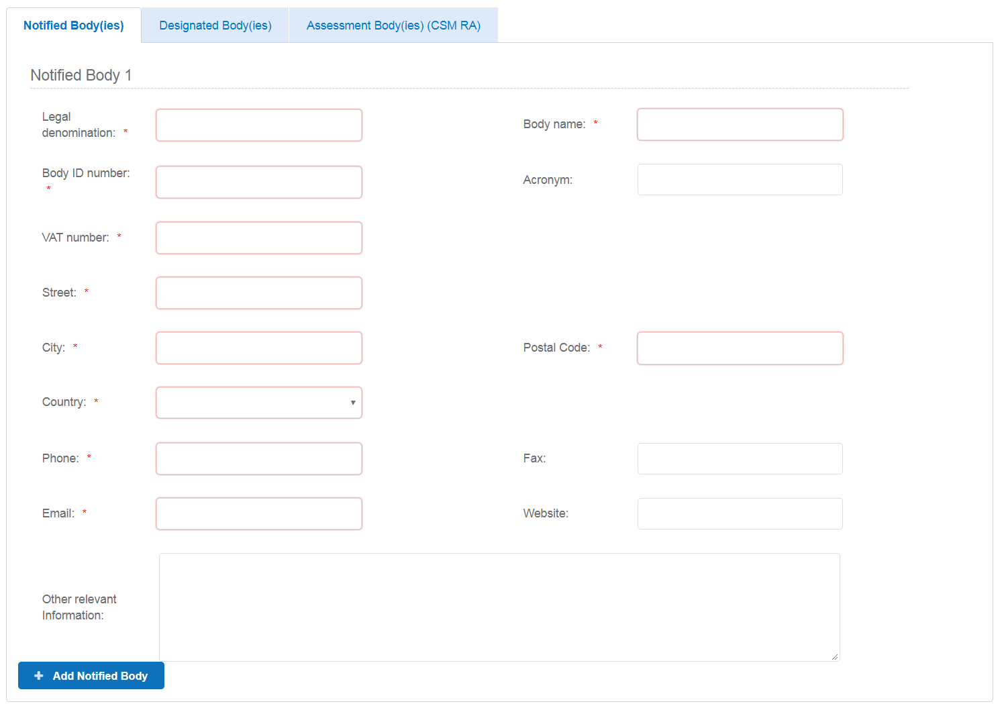 Notified Body(ies) Designated Body(ies) Assessment Body(ies) (CSM RA)
Notified Body 1
Legal
denomination: *
Body name: *
Body ID number:
*
Acronym:
VAT number: *
Street: *
City: *
Postal Code: *
Country: *
Phone: *
Fax:
Email: *
Website:
Other relevant
Information:
+ Add Notified Body